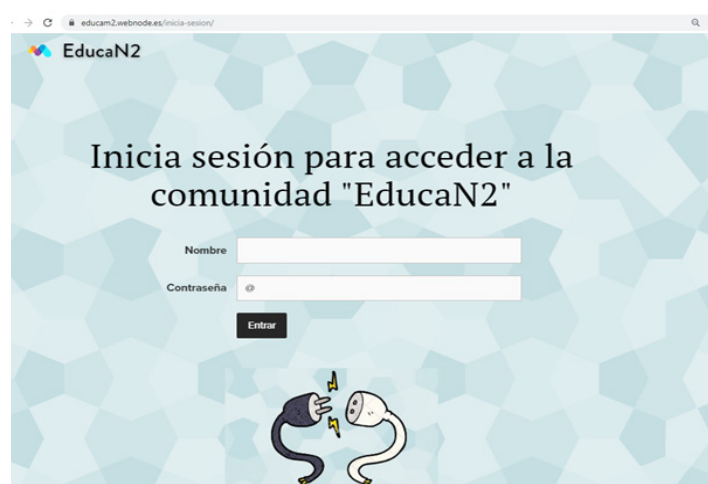 educam2.webnode.es/inicia-sesion/
EducaN2
Inicia sesión para acceder a la
comunidad "EducaN2"
Nombre
Contraseña @
Entrar